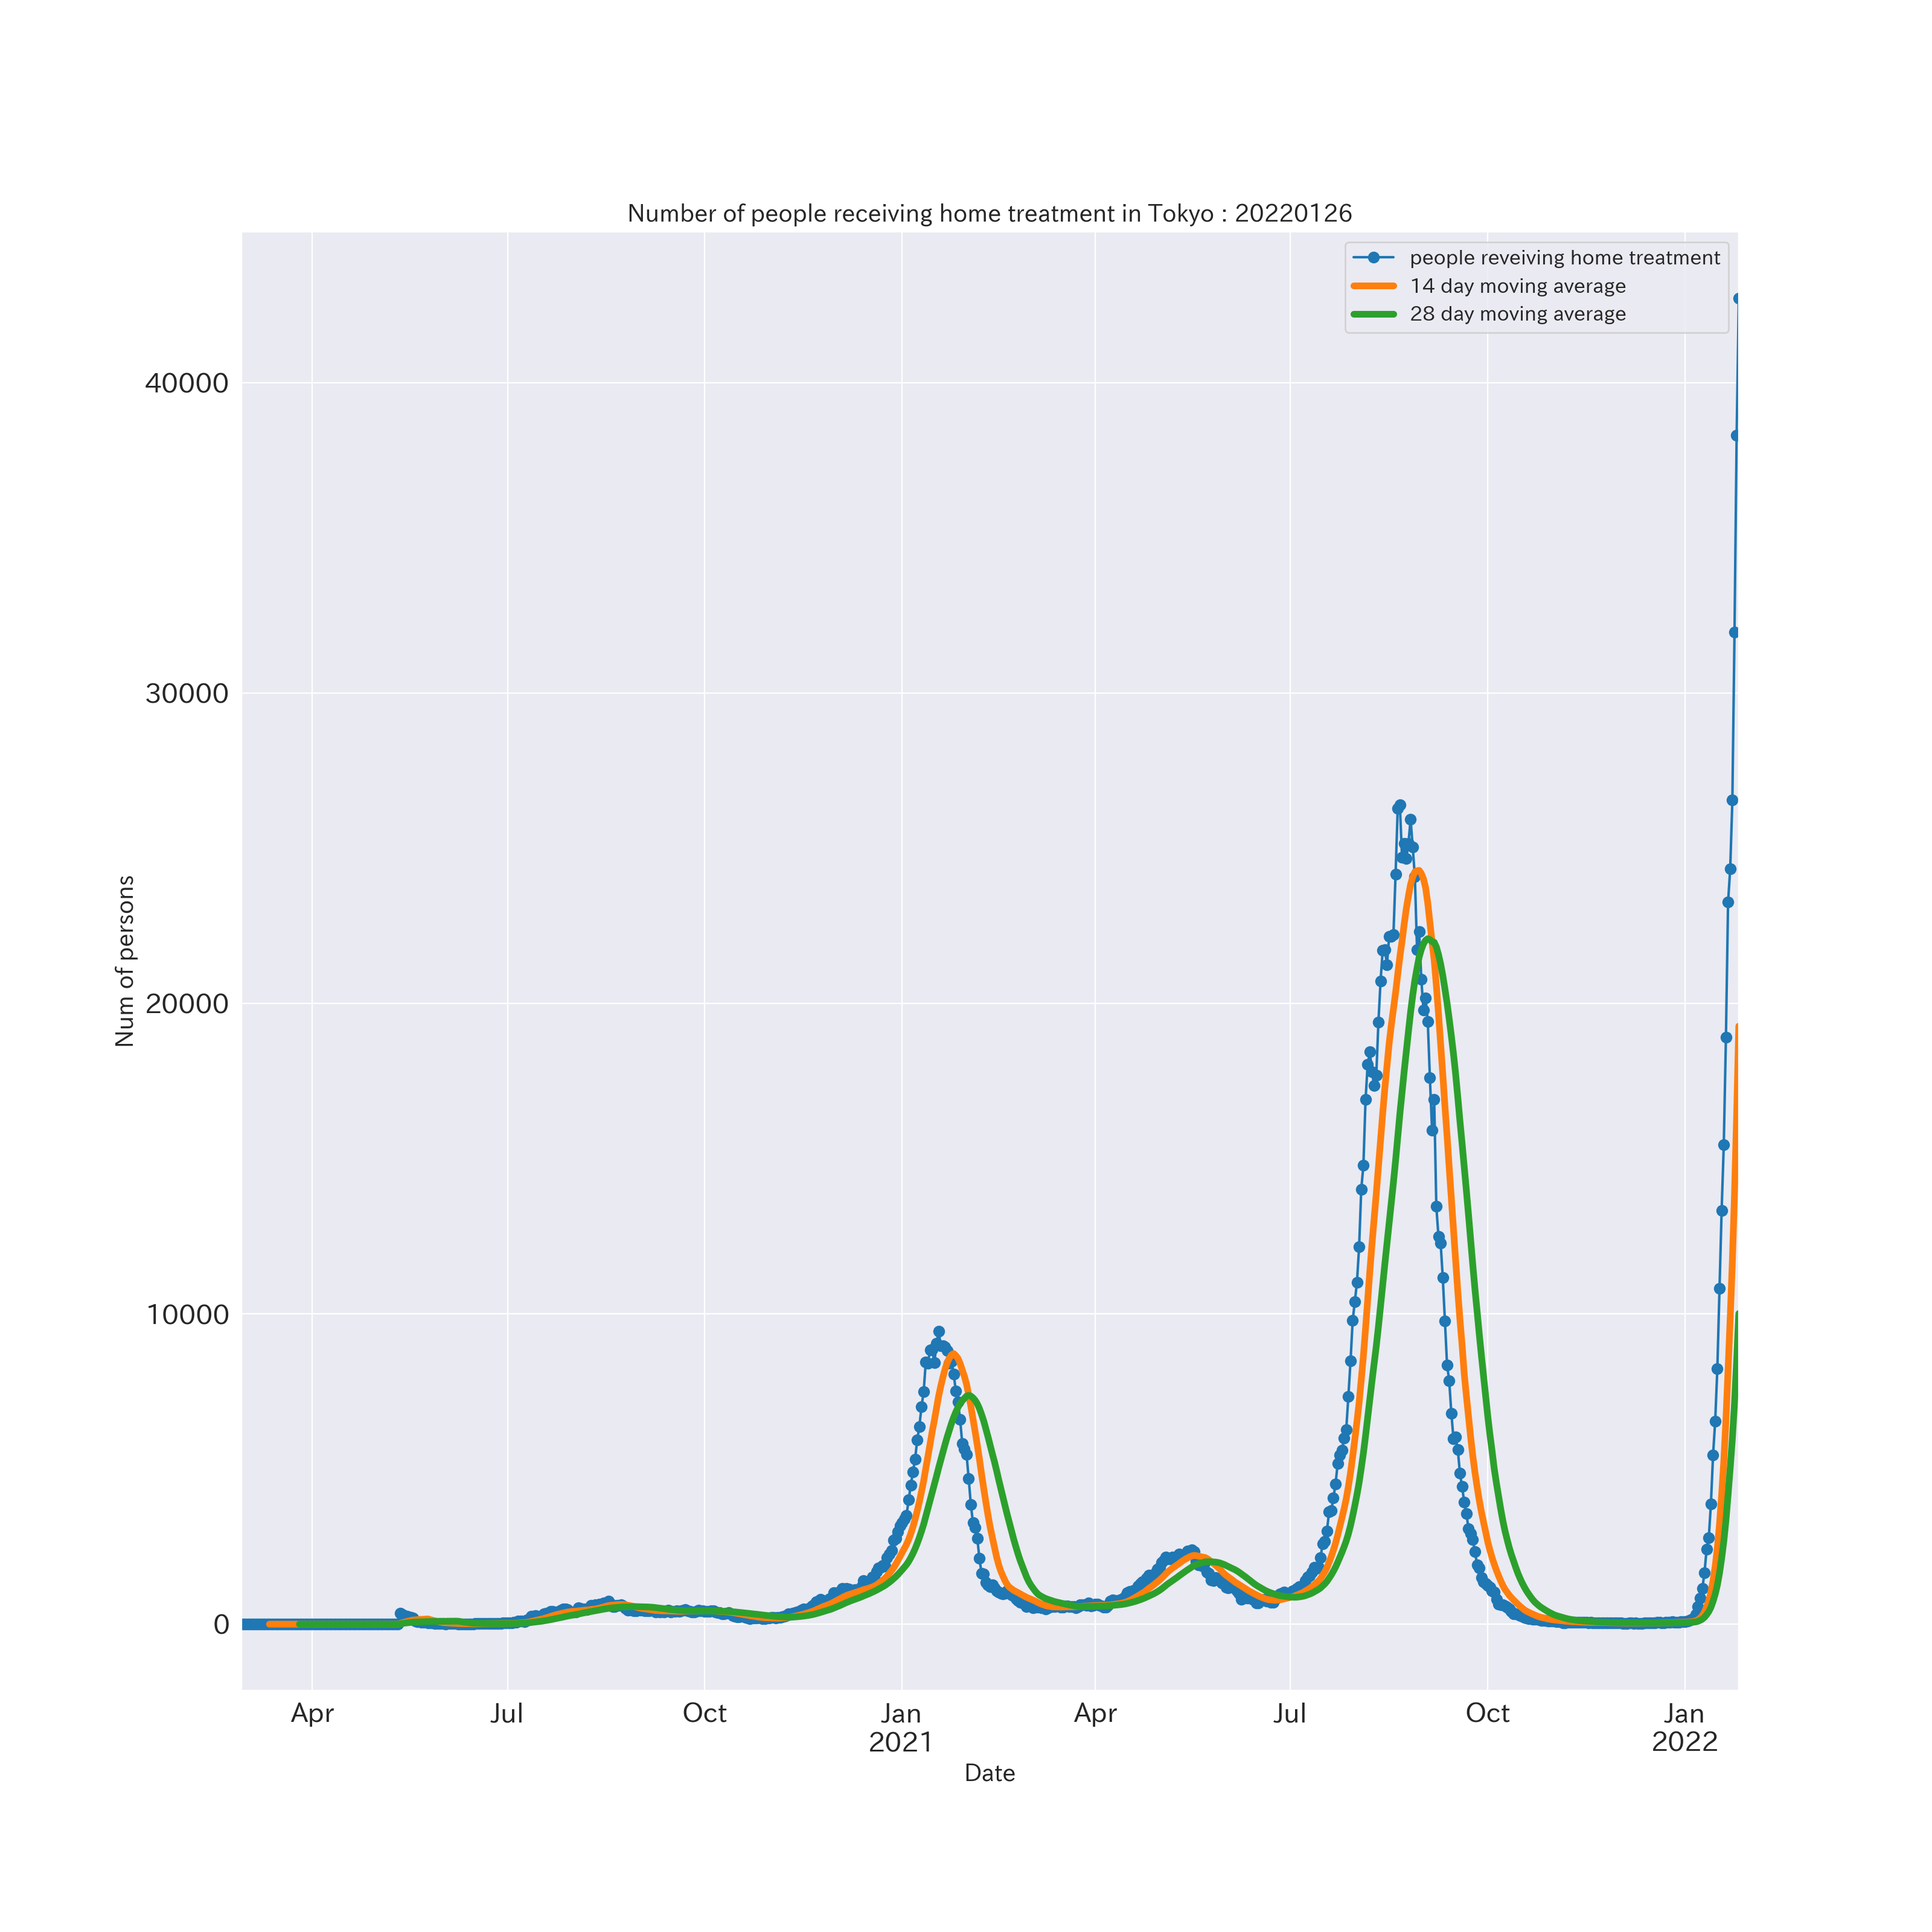 Number of people receiving home treatment in Tokyo : 20220126
people reveiving home treatment
14 day moving average
28 day moving average
40000
30000
20000
10000
0
Num of persons
Apr
Jul
Oct
Jan
2021
Apr
Jul
Oct
Jan
2022
Date